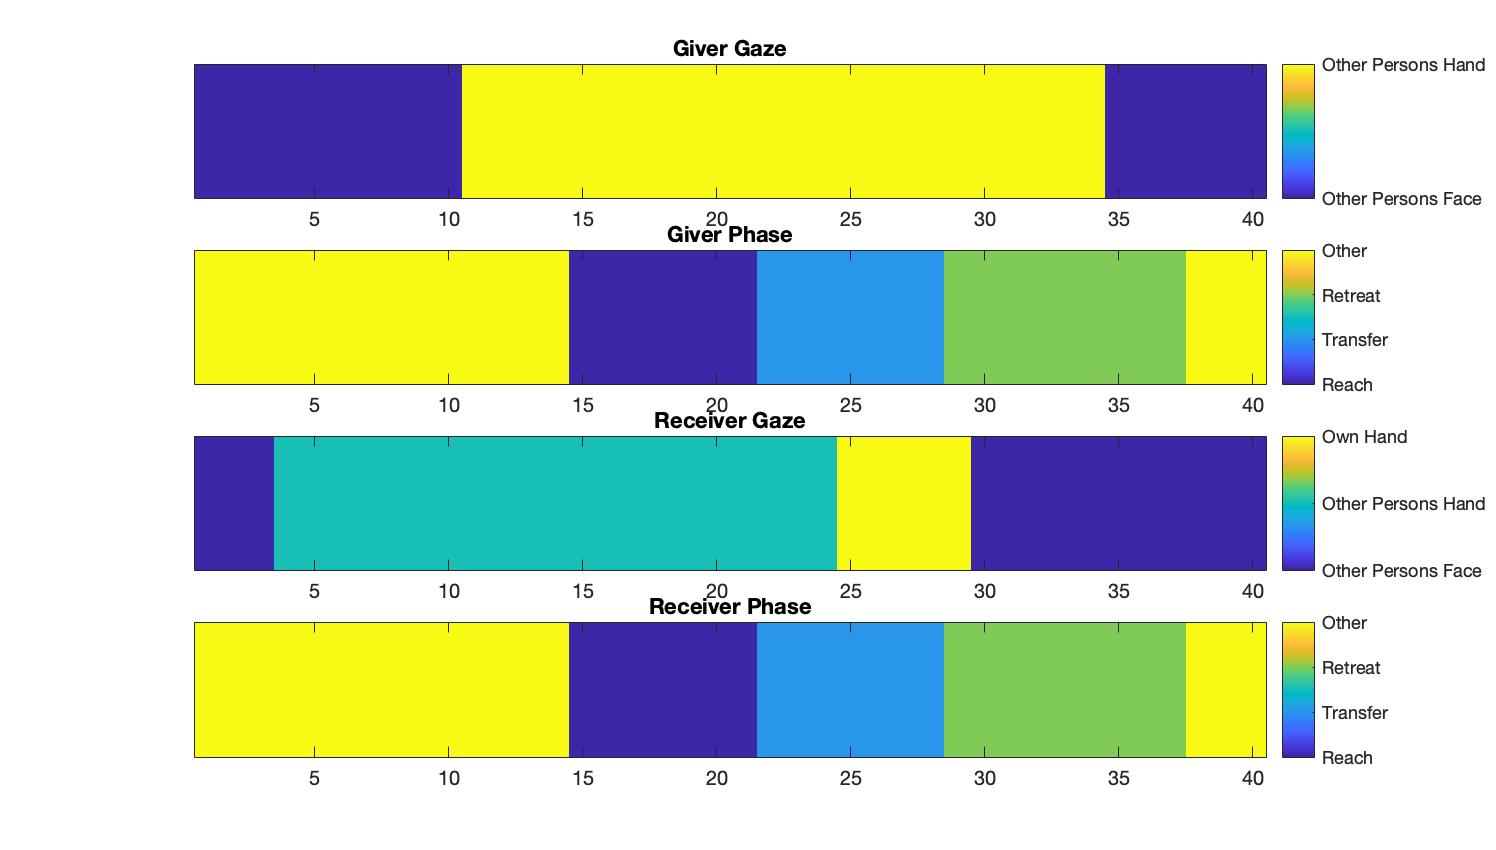 Giver Gaze
Other Persons Hand
Other Persons Face
5 10 15 20 25 30 35 40
Giver Phase
Other
Retreat
Transfer
Reach
5 10 15 20 25 30 35 40
Receiver Gaze
Own Hand
Other Persons Hand
Other Persons Face
5 10 15 20 25 30 35 40
Receiver Phase
Other
Retreat
Transfer
Reach
5 10 15 20 25 30 35 40